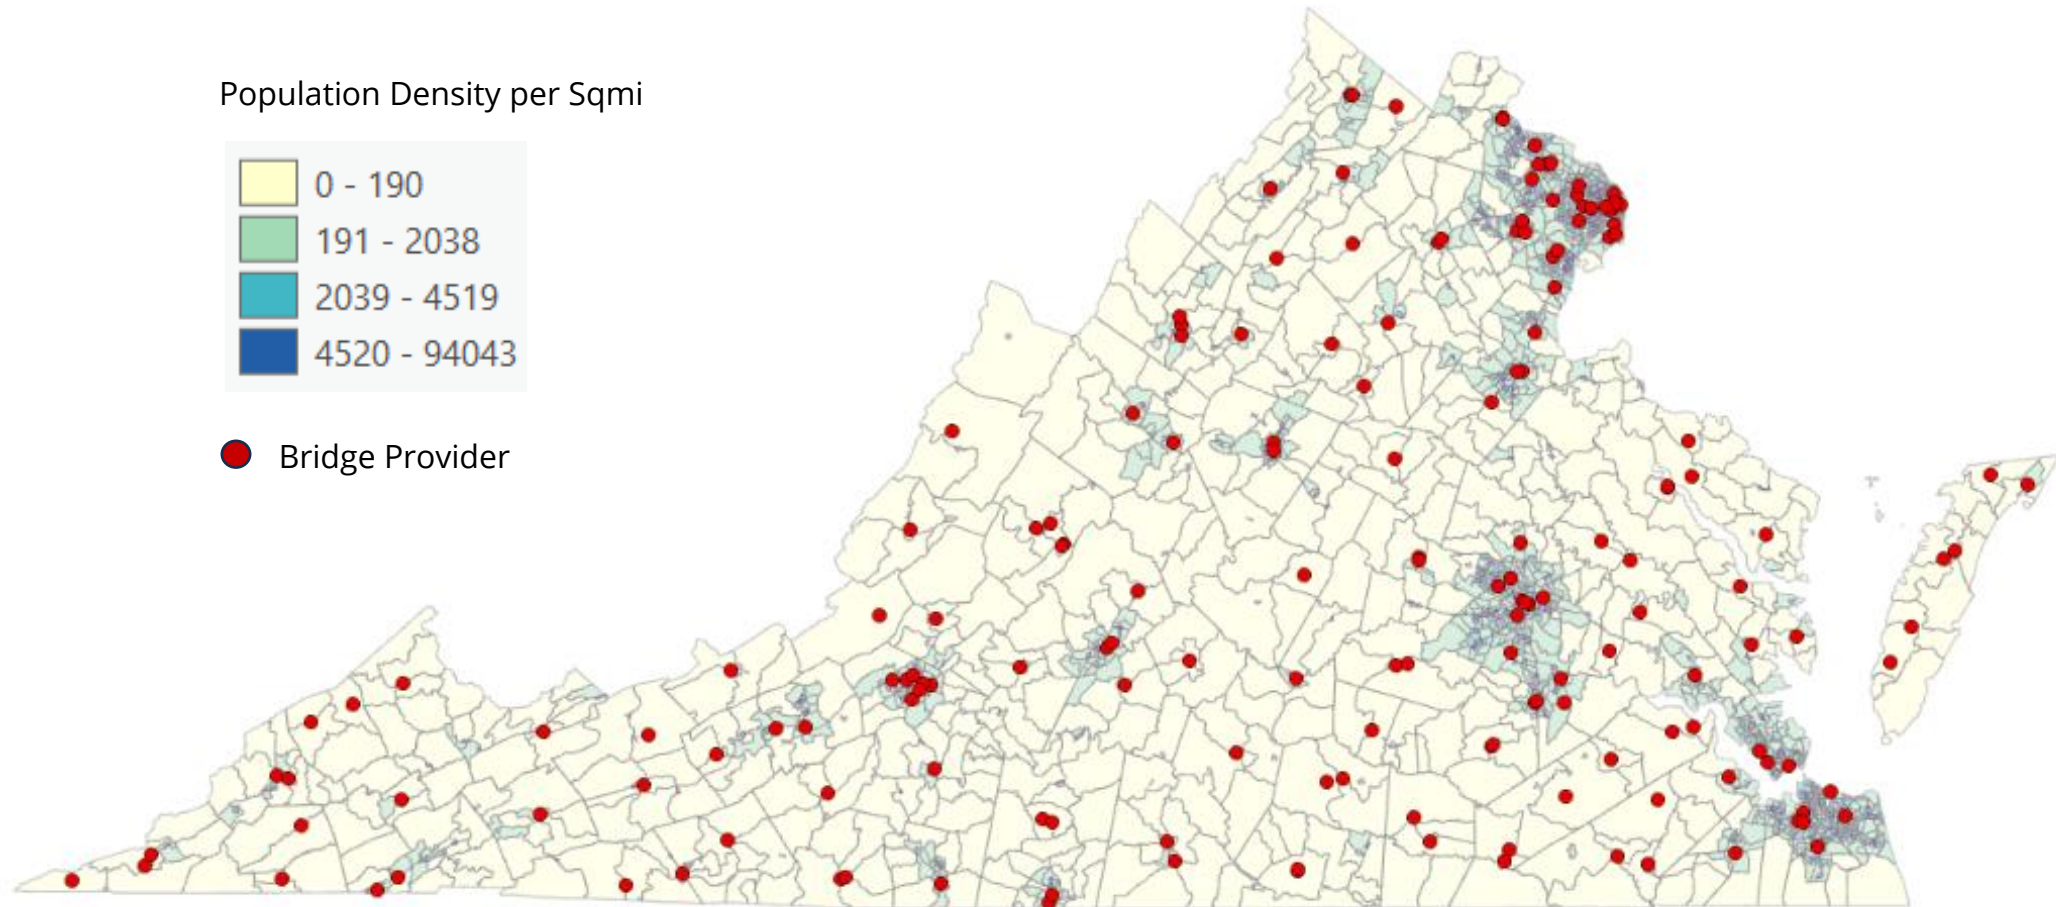 Population Density per Sqmi
0 - 190
191 - 2038
2039 - 4519
4520 - 94043
Bridge Provider